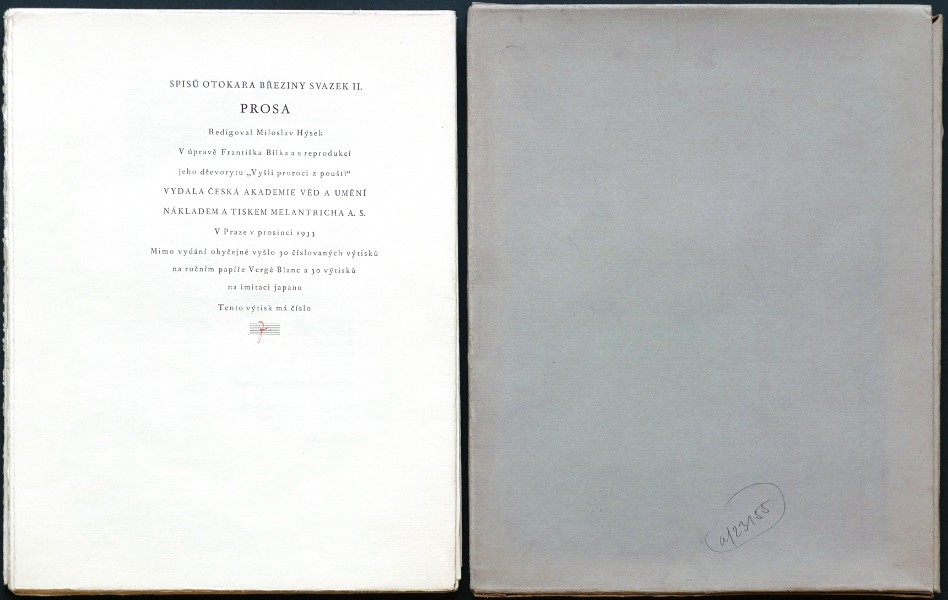 SPISŮ OTOKARA BŘEZINY SVAZEK II.
PROSA
Redigoval Miloslav Hýsek
V úpravě Františka Bílka a s reprodukcí
jeho dřevorytu „Vyšli proroci z pouští“
VYDALA ČESKÁ AKADEMIE VĚD A UMĚNÍ
NÁKLADEM A TISKEM MELANTRICHA A. S.
V Praze v prosinci 1933
Mimo vydání obyčejné vyšlo 30 číslovaných výtisků
na ručním papíře Vergé Blanc a 30 výtisků
na imitaci japanu
Tento výtisk má číslo
7
a/23155